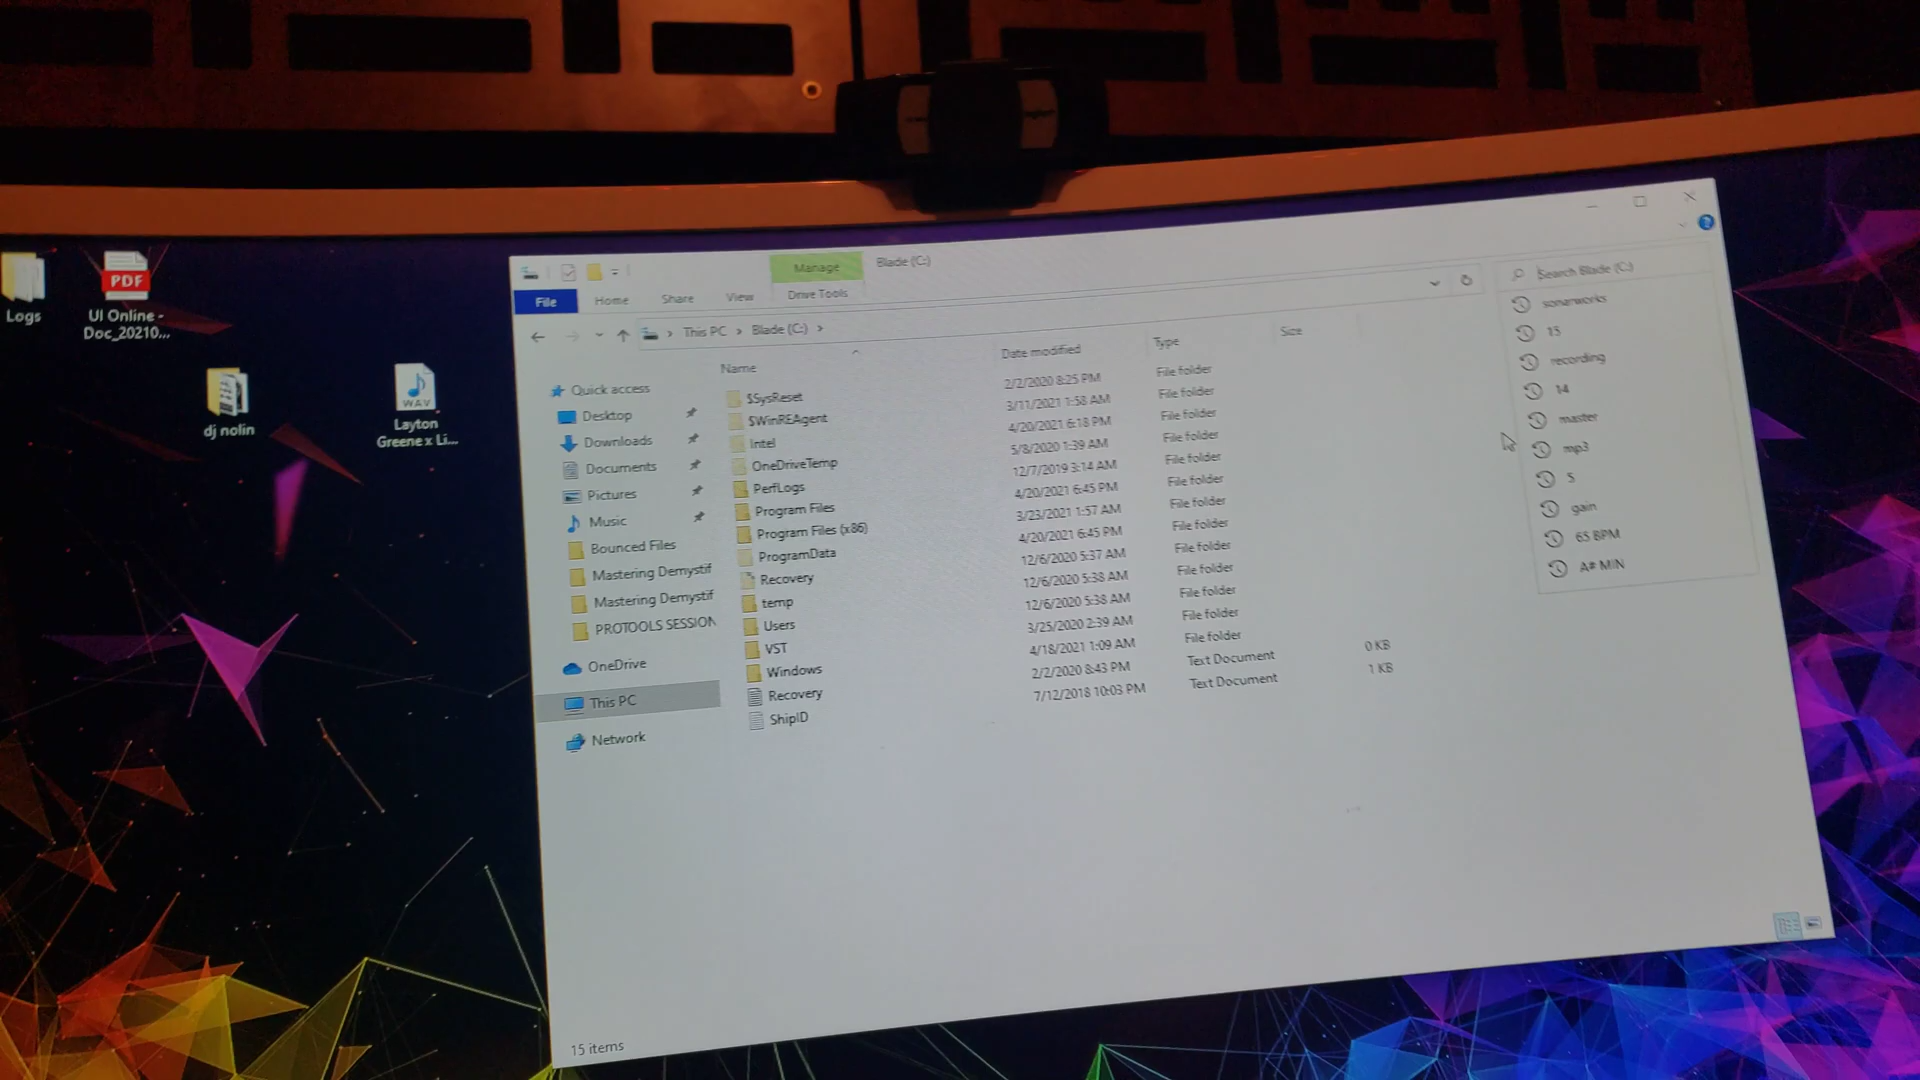 Logs
PDF
UI Online -
Doc_20210...
dj nolin
WAV
Layton
Greene x Li...
Manage
Blade (C:)
File
Home
Share
View
Drive Tools
This PC > Blade (C:) >
Search Blade (C:)
Quick access
Desktop
Downloads
Documents
Pictures
Music
Bounced Files
Mastering Demystif
Mastering Demystif
PROTOOLS SESSION
OneDrive
This PC
Network
Name
Date modified
Type
Size
$SysReset 2/2/2020 8:25 PM File folder
$WinREAgent 3/11/2021 1:58 AM File folder
Intel 4/20/2021 6:18 PM File folder
OneDriveTemp 5/8/2020 1:39 AM File folder
PerfLogs 12/7/2019 3:14 AM File folder
Program Files 4/20/2021 6:45 PM File folder
Program Files (x86) 3/23/2021 1:57 AM File folder
ProgramData 4/20/2021 6:45 PM File folder
Recovery 12/6/2020 5:37 AM File folder
temp 12/6/2020 5:38 AM File folder
Users 12/6/2020 5:38 AM File folder
VST 3/25/2020 2:39 AM File folder
Windows 4/18/2021 1:09 AM File folder
Recovery 2/2/2020 8:43 PM Text Document 0 KB
ShipID 7/12/2018 10:03 PM Text Document 1 KB
sonarworks
15
recording
14
master
mp3
5
gain
65 BPM
A# MIN
15 items